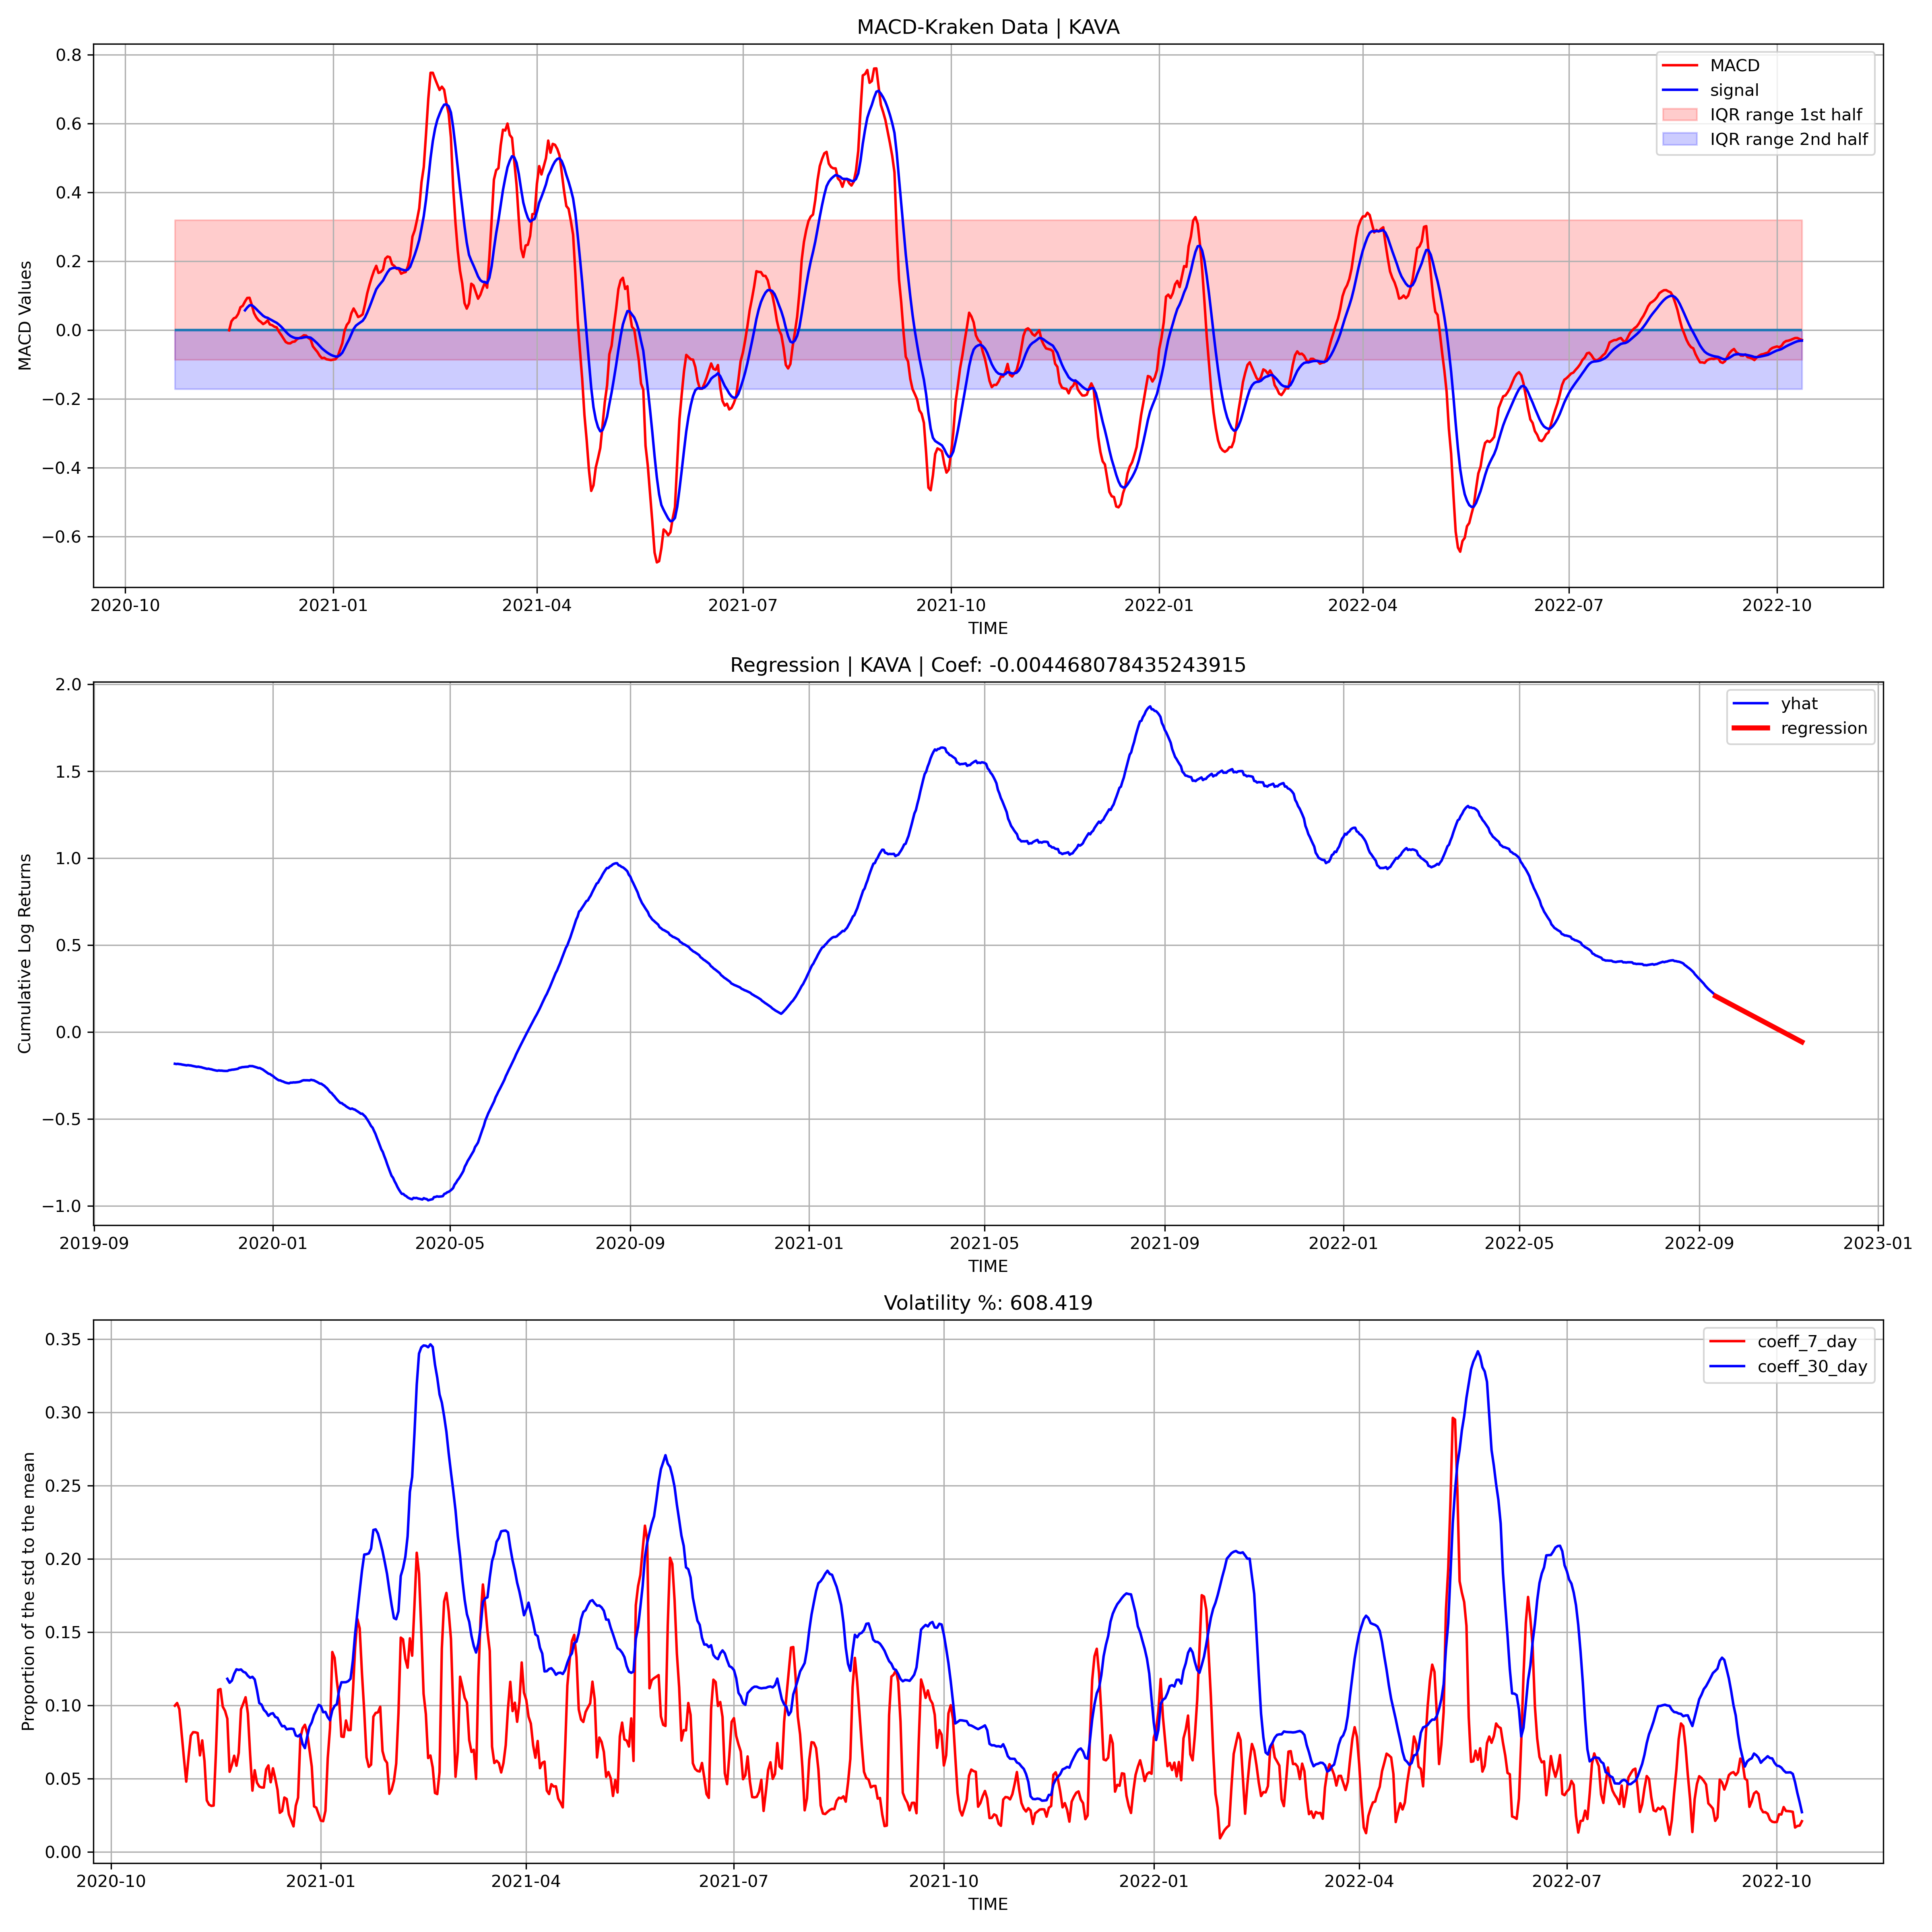 MACD-Kraken Data | KAVA
MACD Values
0.8
0.6
0.4
0.2
0.0
−0.2
−0.4
−0.6
MACD
signal
IQR range 1st half
IQR range 2nd half
2020-10 2021-01 2021-04 2021-07 2021-10 2022-01 2022-04 2022-07 2022-10
TIME
Regression | KAVA | Coef: -0.004468078435243915
Cumulative Log Returns
2.0
1.5
1.0
0.5
0.0
−0.5
−1.0
yhat
regression
2019-09 2020-01 2020-05 2020-09 2021-01 2021-05 2021-09 2022-01 2022-05 2022-09 2023-01
TIME
Volatility %: 608.419
Proportion of the std to the mean
0.35
0.30
0.25
0.20
0.15
0.10
0.05
0.00
coeff_7_day
coeff_30_day
2020-10 2021-01 2021-04 2021-07 2021-10 2022-01 2022-04 2022-07 2022-10
TIME